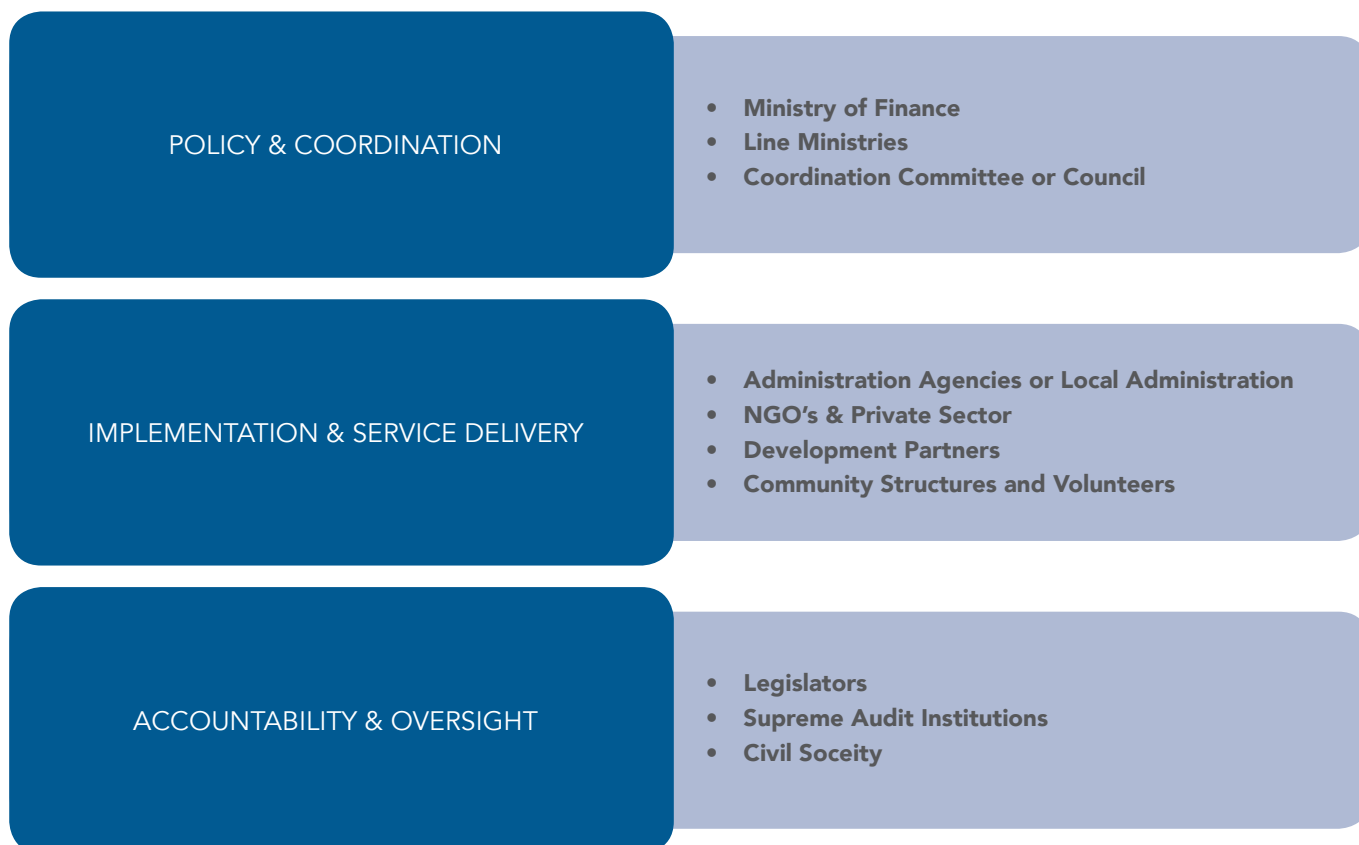 POLICY & COORDINATION
• Ministry of Finance
• Line Ministries
• Coordination Committee or Council
IMPLEMENTATION & SERVICE DELIVERY
• Administration Agencies or Local Administration
• NGO’s & Private Sector
• Development Partners
• Community Structures and Volunteers
ACCOUNTABILITY & OVERSIGHT
• Legislators
• Supreme Audit Institutions
• Civil Soceity